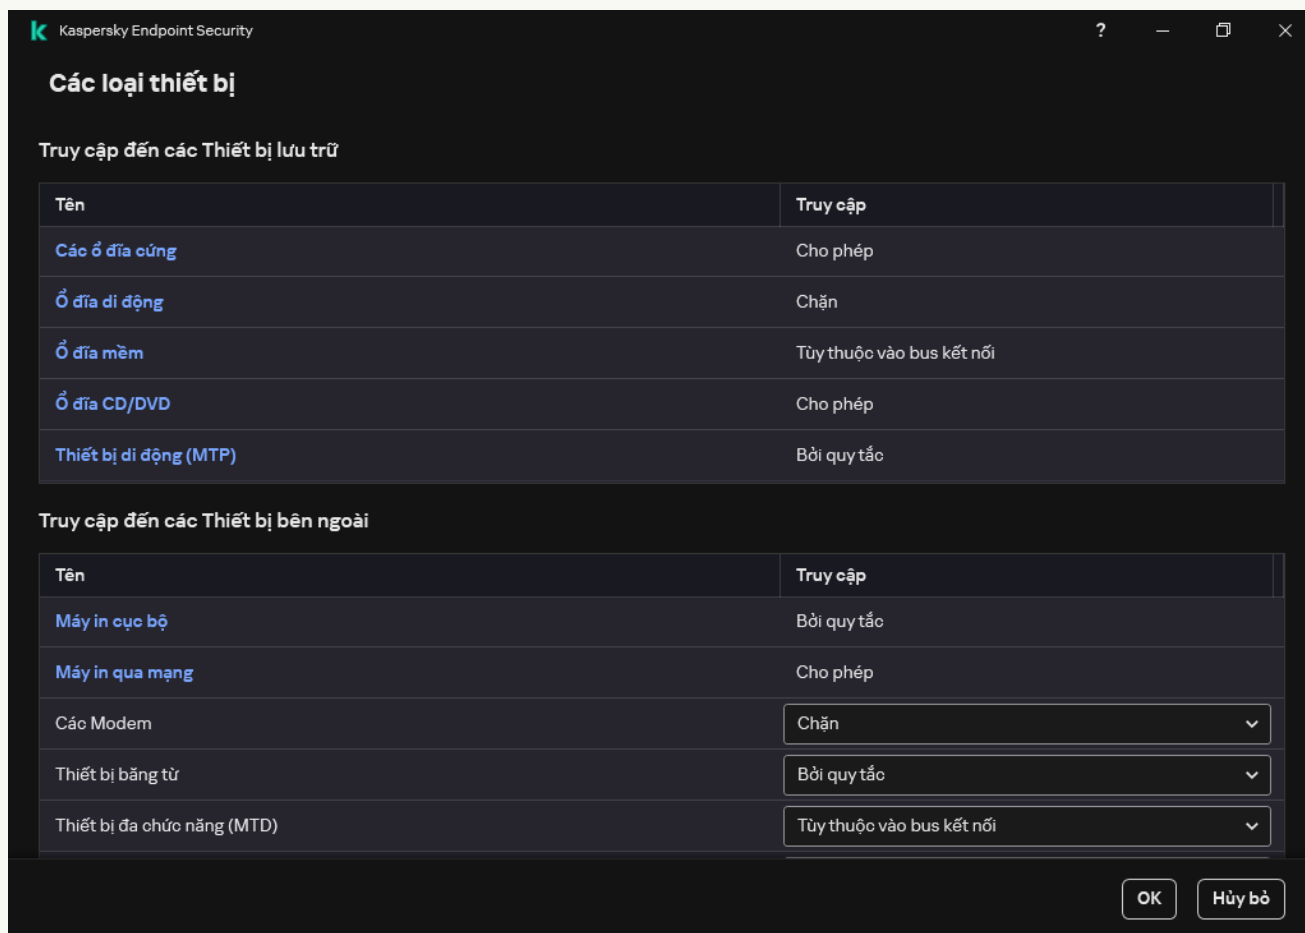 Kaspersky Endpoint Security
?
Các loại thiết bị
Truy cập đến các Thiết bị lưu trữ
Tên Truy cập
Các ổ đĩa cứng Cho phép
Ổ đĩa di động Chặn
Ổ đĩa mềm Tùy thuộc vào bus kết nối
Ổ đĩa CD/DVD Cho phép
Thiết bị di động (MTP) Bởi quy tắc
Truy cập đến các Thiết bị bên ngoài
Tên Truy cập
Máy in cục bộ Bởi quy tắc
Máy in qua mạng Cho phép
Các Modem Chặn
Thiết bị băng từ Bởi quy tắc
Thiết bị đa chức năng (MTD) Tùy thuộc vào bus kết nối
OK Hủy bỏ